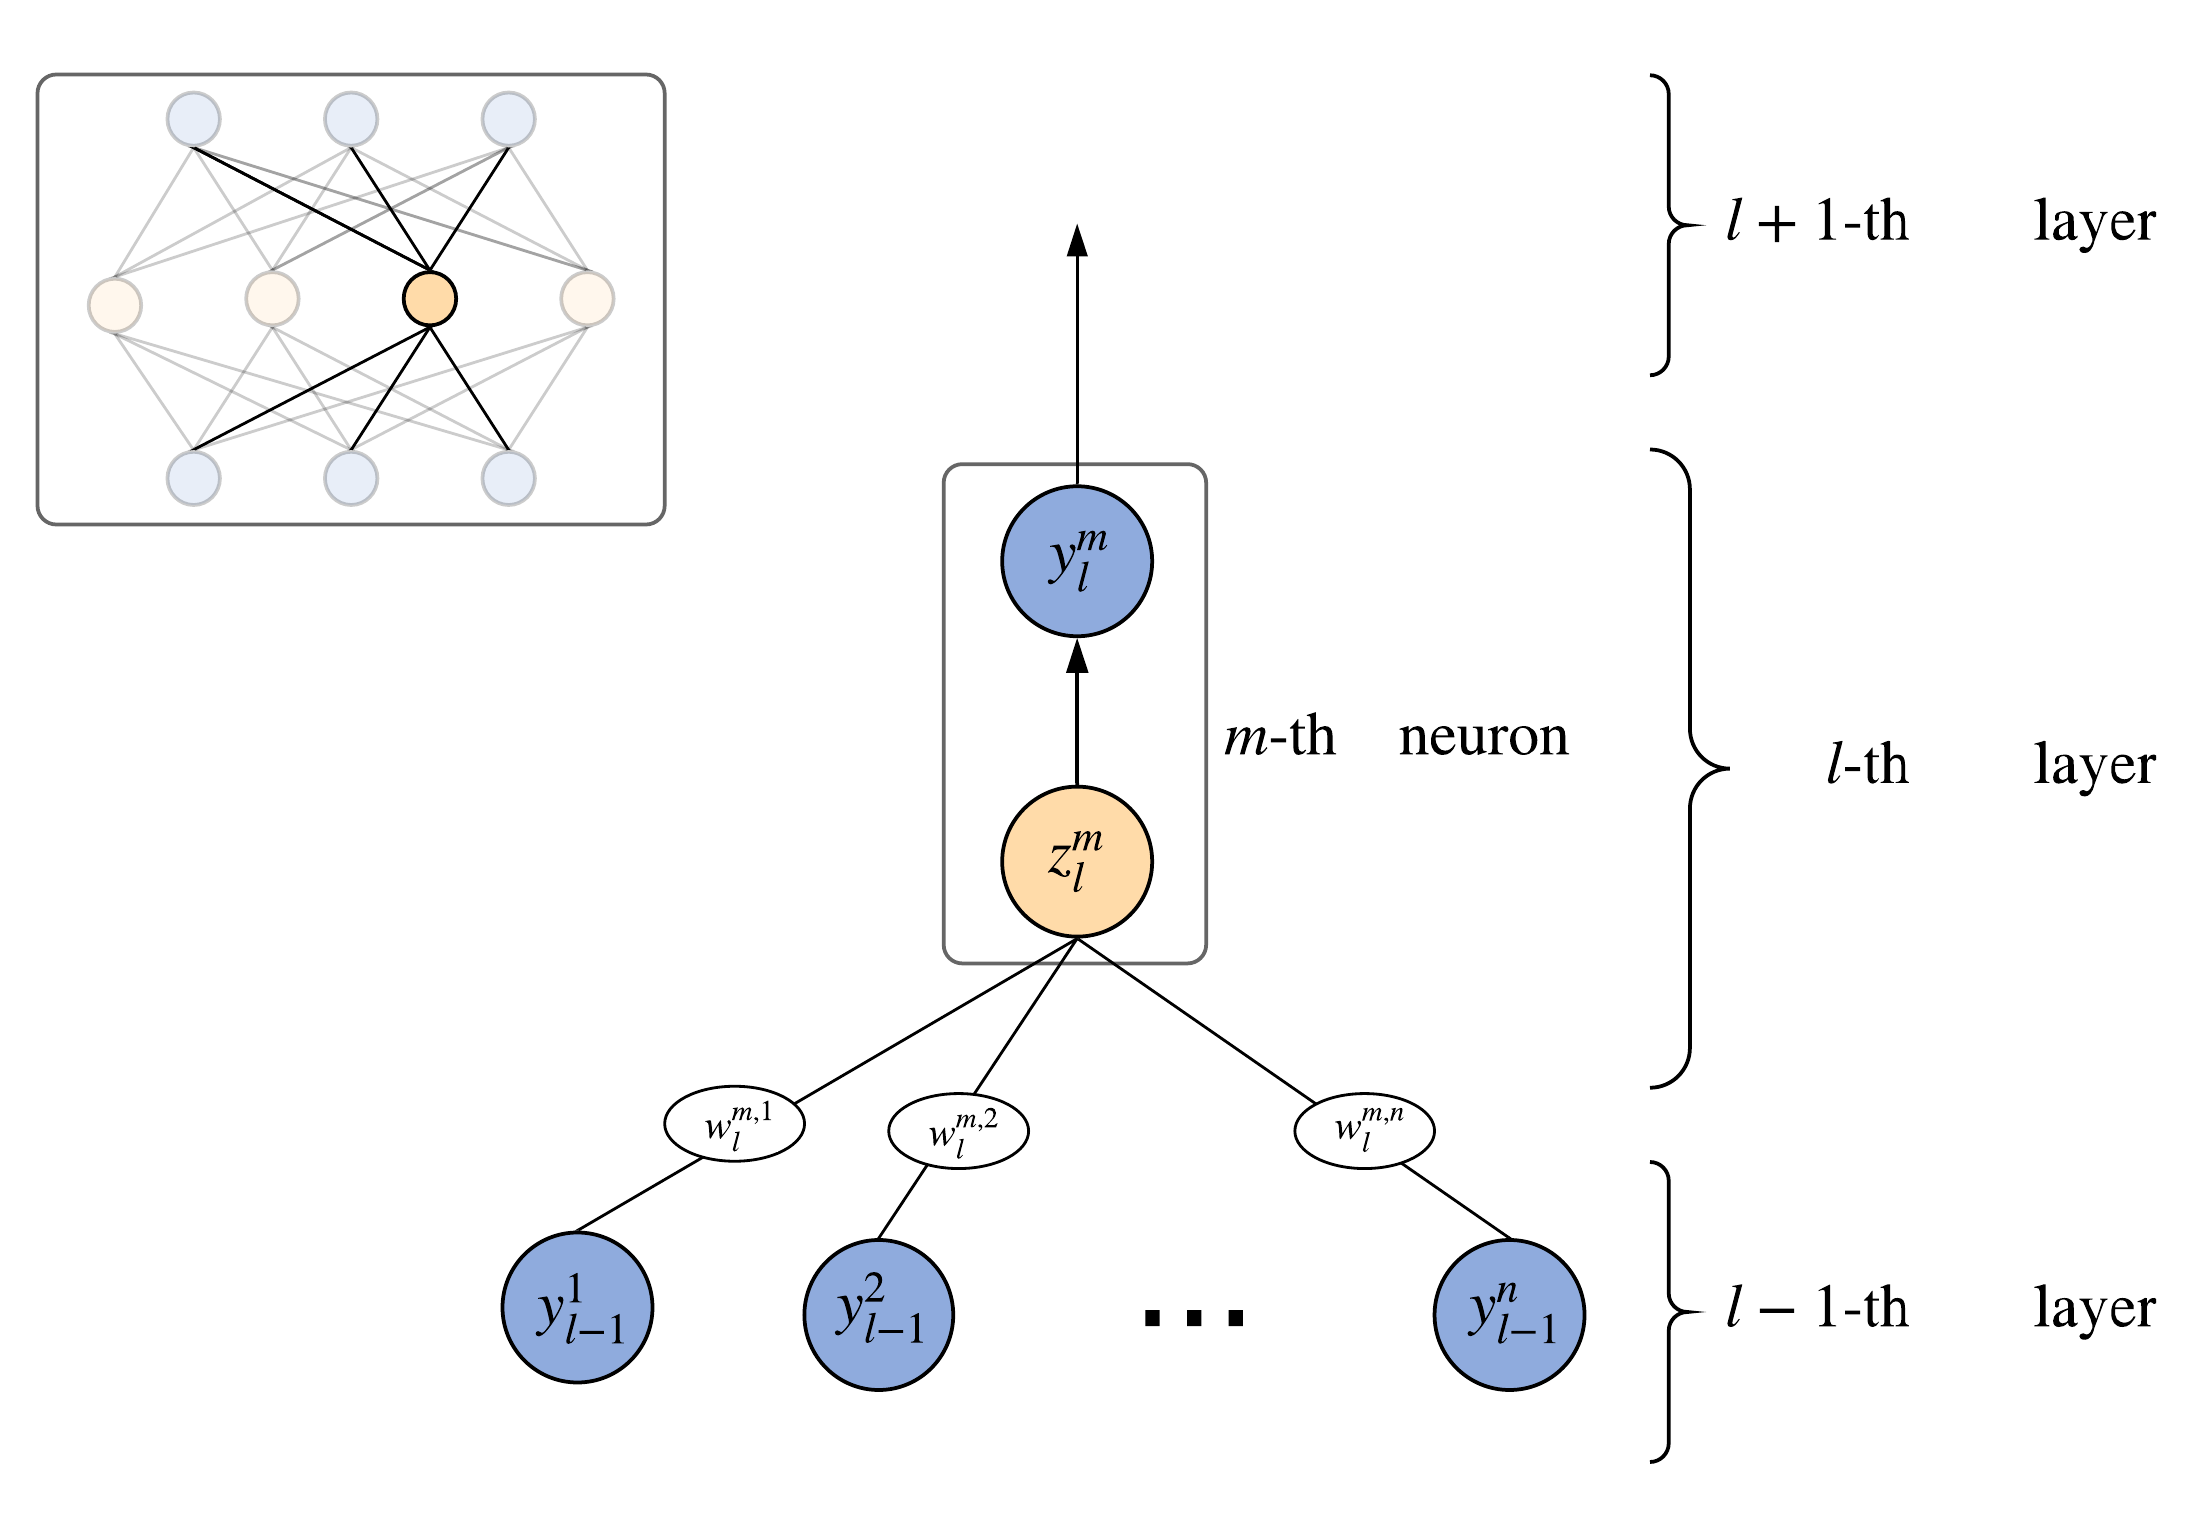 l + 1-th layer
y_l^m
m-th neuron
l-th layer
z_l^m
w_l^{m,1} w_l^{m,2} w_l^{m,n}
y_{l−1}^1 y_{l−1}^2 ... y_{l−1}^n
l − 1-th layer